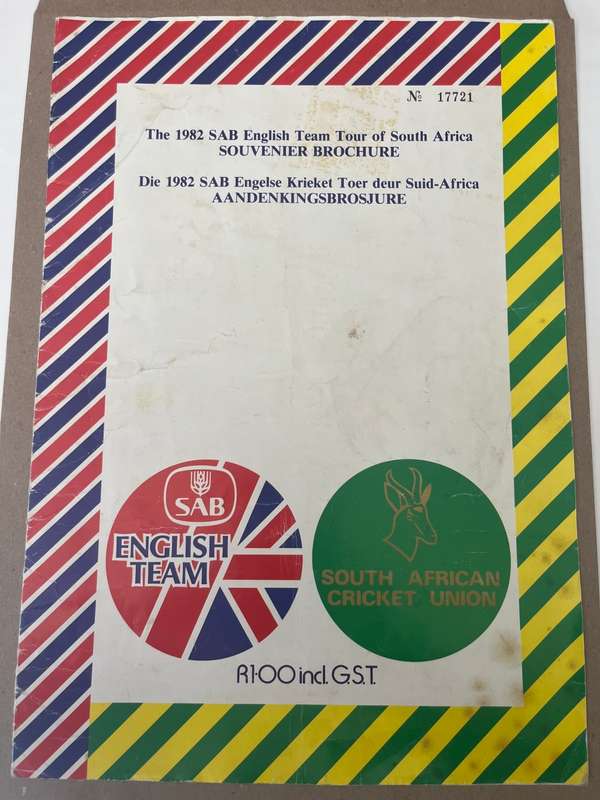 № 17721
The 1982 SAB English Team Tour of South Africa
SOUVENIER BROCHURE
Die 1982 SAB Engelse Krieket Toer deur Suid-Afrika
AANDENKINGSBROSJURE
SAB
ENGLISH
TEAM
SOUTH AFRICAN
CRICKET UNION
R1·00 incl. G.S.T.